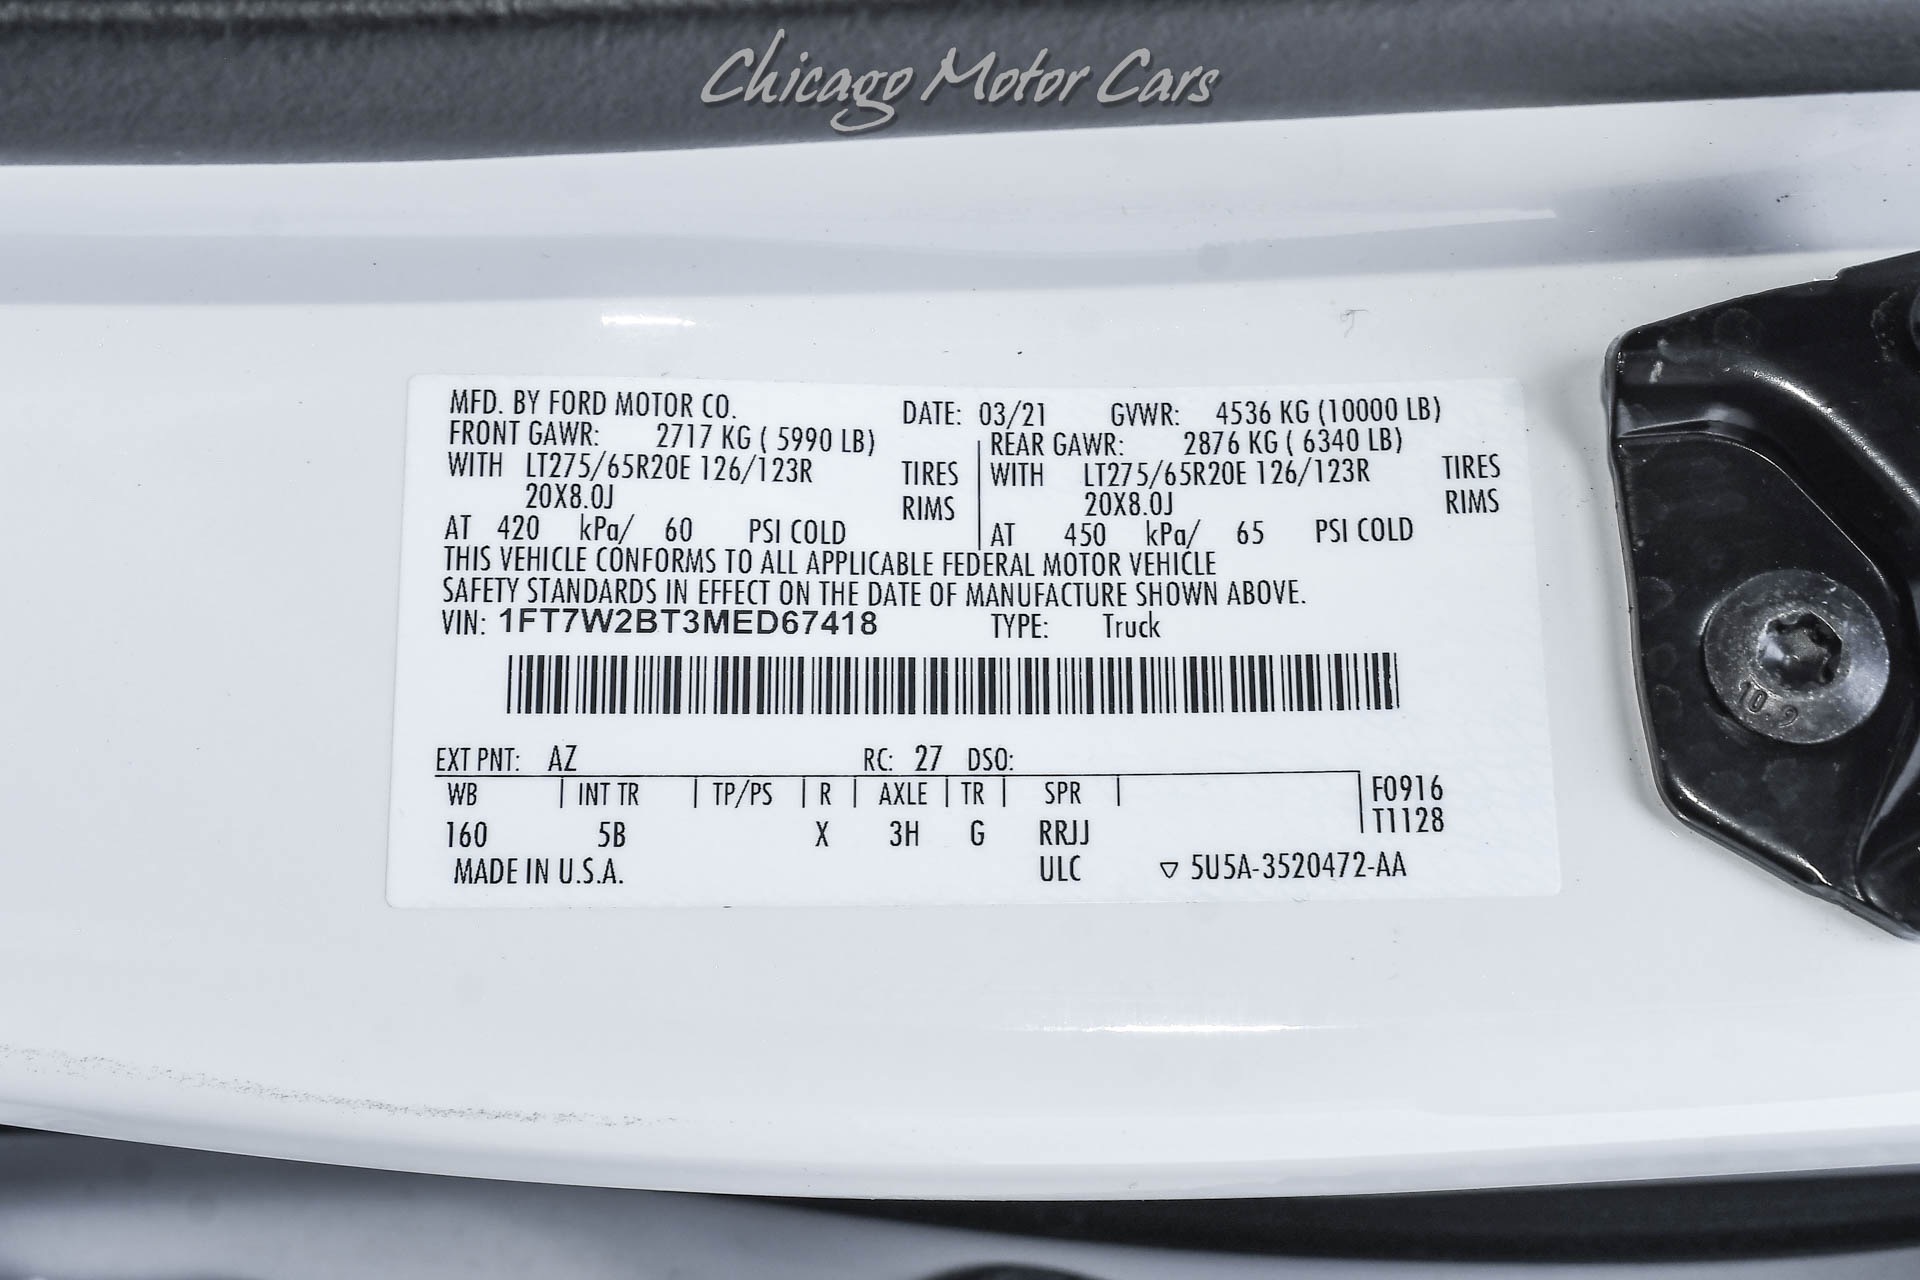 Chicago Motor Cars
MFD. BY FORD MOTOR CO. DATE: 03/21 GVWR: 4536 KG (10000 LB)
FRONT GAWR: 2717 KG ( 5990 LB) REAR GAWR: 2876 KG ( 6340 LB)
WITH LT275/65R20E 126/123R TIRES WITH LT275/65R20E 126/123R TIRES
20X8.0J RIMS 20X8.0J RIMS
AT 420 kPa/ 60 PSI COLD AT 450 kPa/ 65 PSI COLD
THIS VEHICLE CONFORMS TO ALL APPLICABLE FEDERAL MOTOR VEHICLE
SAFETY STANDARDS IN EFFECT ON THE DATE OF MANUFACTURE SHOWN ABOVE.
VIN: 1FT7W2BT3MED67418 TYPE: Truck
EXT PNT: AZ RC: 27 DSO:
WB INT TR TP/PS R AXLE TR SPR F0916
T1128
160 5B X 3H G RRJJ
MADE IN U.S.A. ULC ▽ 5U5A-3520472-AA
10.9